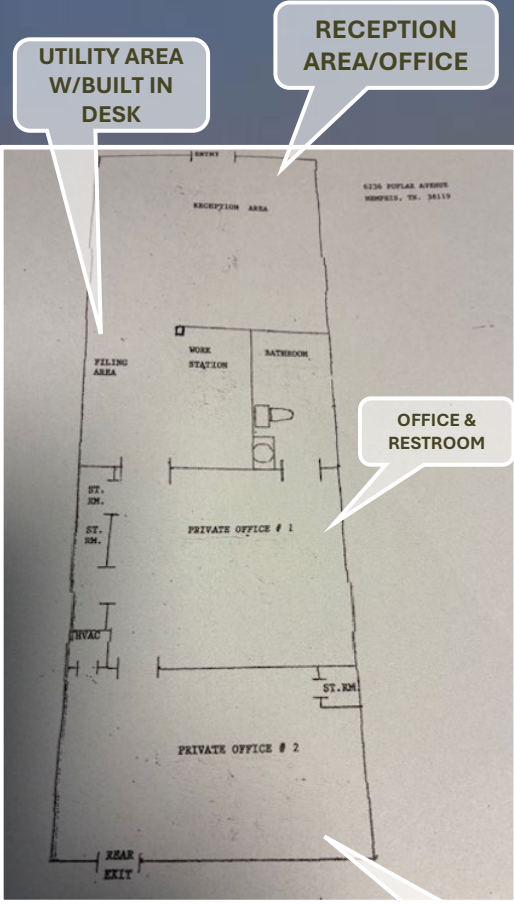 RECEPTION
AREA/OFFICE
UTILITY AREA
W/BUILT IN
DESK
ENTRY
6236 POPLAR AVENUE
MEMPHIS, TN. 38119
RECEPTION AREA
WORK
STATION
BATHROOM
FILING
AREA
OFFICE &
RESTROOM
ST.
RM.
ST.
RM.
PRIVATE OFFICE # 1
HVAC
ST.RM.
PRIVATE OFFICE # 2
REAR
EXIT